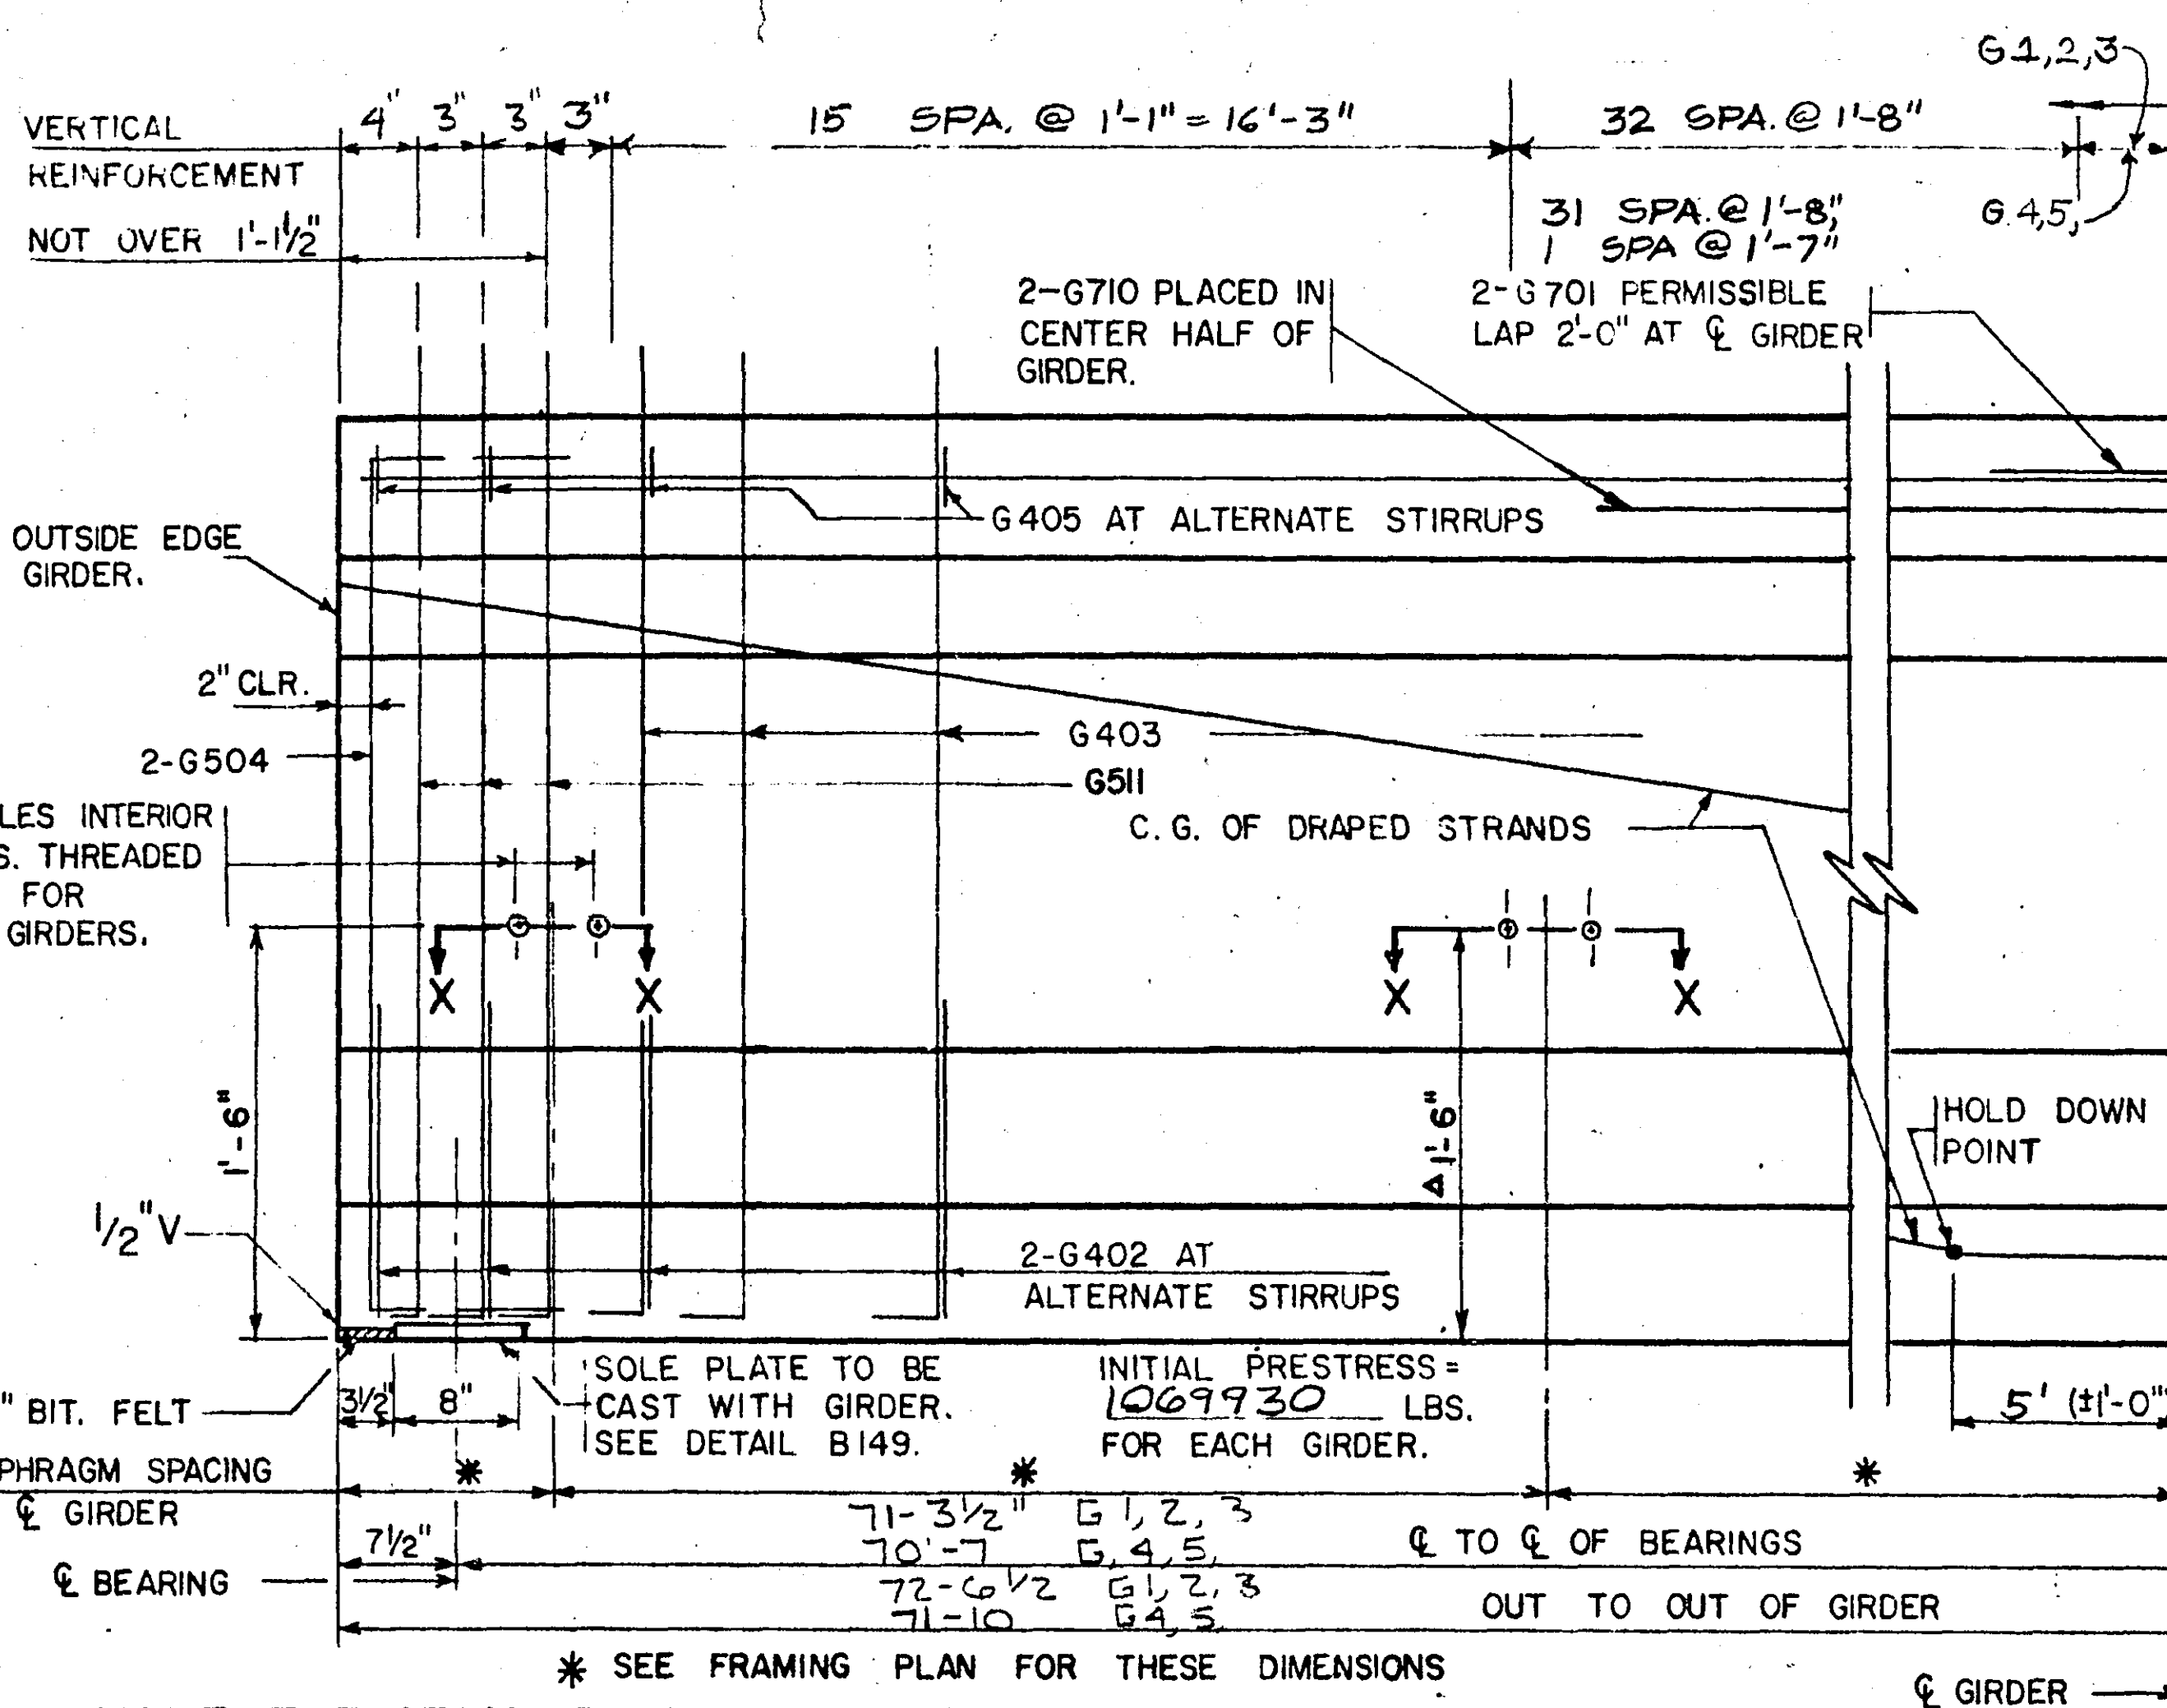 G1,2,3
4" 3" 3" 3" 15 SPA. @ 1'-1" = 16'-3" 32 SPA. @ 1'-8"
VERTICAL
REINFORCEMENT
NOT OVER 1'-1½"
31 SPA. @ 1'-8",
1 SPA @ 1'-7"
G.4,5,
2-G710 PLACED IN
CENTER HALF OF
GIRDER.
2-G701 PERMISSIBLE
LAP 2'-0" AT ℄ GIRDER
G405 AT ALTERNATE STIRRUPS
OUTSIDE EDGE
GIRDER.
2" CLR.
G403
2-G504
G511
LES INTERIOR
S. THREADED
FOR
GIRDERS.
C.G. OF DRAPED STRANDS
X X X X
1'-6"
Δ1'-6"
HOLD DOWN
POINT
1/2" V
2-G402 AT
ALTERNATE STIRRUPS
SOLE PLATE TO BE
CAST WITH GIRDER.
SEE DETAIL B149.
INITIAL PRESTRESS =
1069930 LBS.
FOR EACH GIRDER.
" BIT. FELT
3½" 8"
5' (±1'-0"
PHRAGM SPACING
℄ GIRDER
* * *
71-3½" G1,2,3
70'-7 G,4,5,
℄ TO ℄ OF BEARINGS
7½"
℄ BEARING
72-6½ G1,2,3
71-10 G4,5,
OUT TO OUT OF GIRDER
* SEE FRAMING PLAN FOR THESE DIMENSIONS
℄ GIRDER